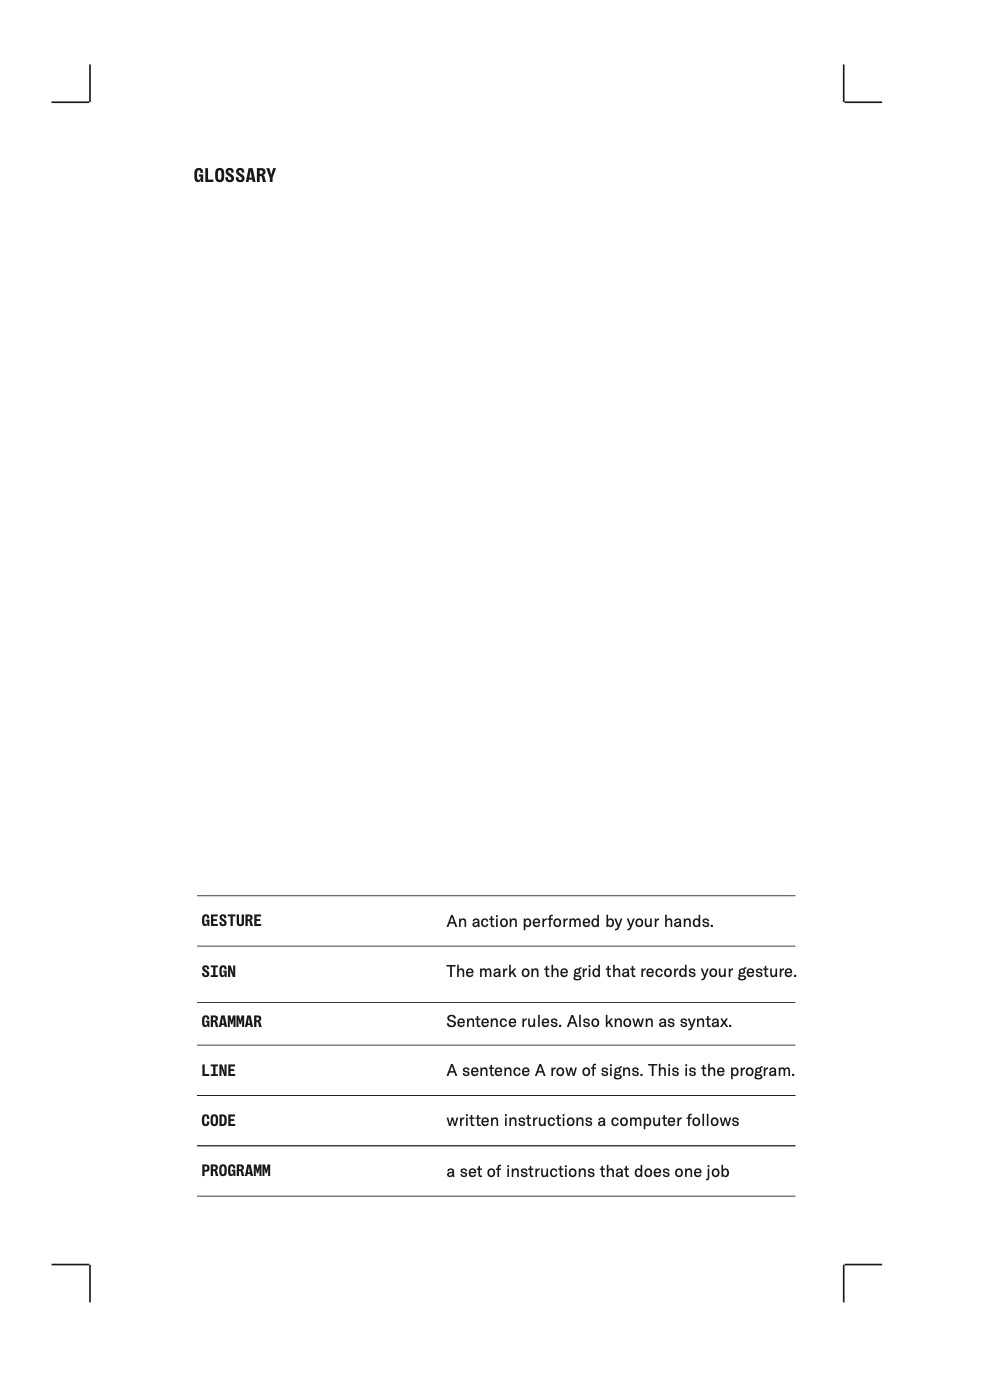 GLOSSARY
GESTURE An action performed by your hands.
SIGN The mark on the grid that records your gesture.
GRAMMAR Sentence rules. Also known as syntax.
LINE A sentence A row of signs. This is the program.
CODE written instructions a computer follows
PROGRAMM a set of instructions that does one job